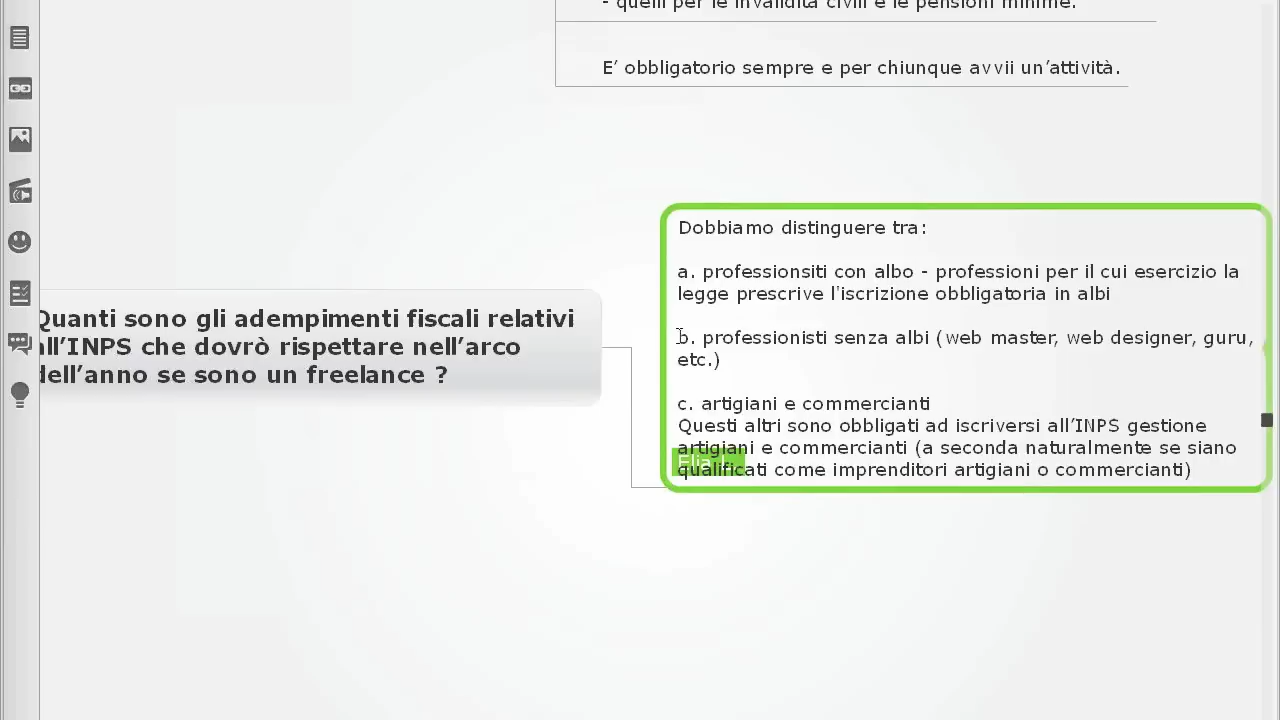 - quelli per le invalidità civili e le pensioni minime.
E’ obbligatorio sempre e per chiunque avvii un’attività.
Dobbiamo distinguere tra:
a. professionsiti con albo - professioni per il cui esercizio la
legge prescrive l'iscrizione obbligatoria in albi
Quanti sono gli adempimenti fiscali relativi
all’INPS che dovrò rispettare nell’arco
dell’anno se sono un freelance ?
b. professionisti senza albi (web master, web designer, guru,
etc.)
c. artigiani e commercianti
Questi altri sono obbligati ad iscriversi all’INPS gestione
artigiani e commercianti (a seconda naturalmente se siano
qualificati come imprenditori artigiani o commercianti)